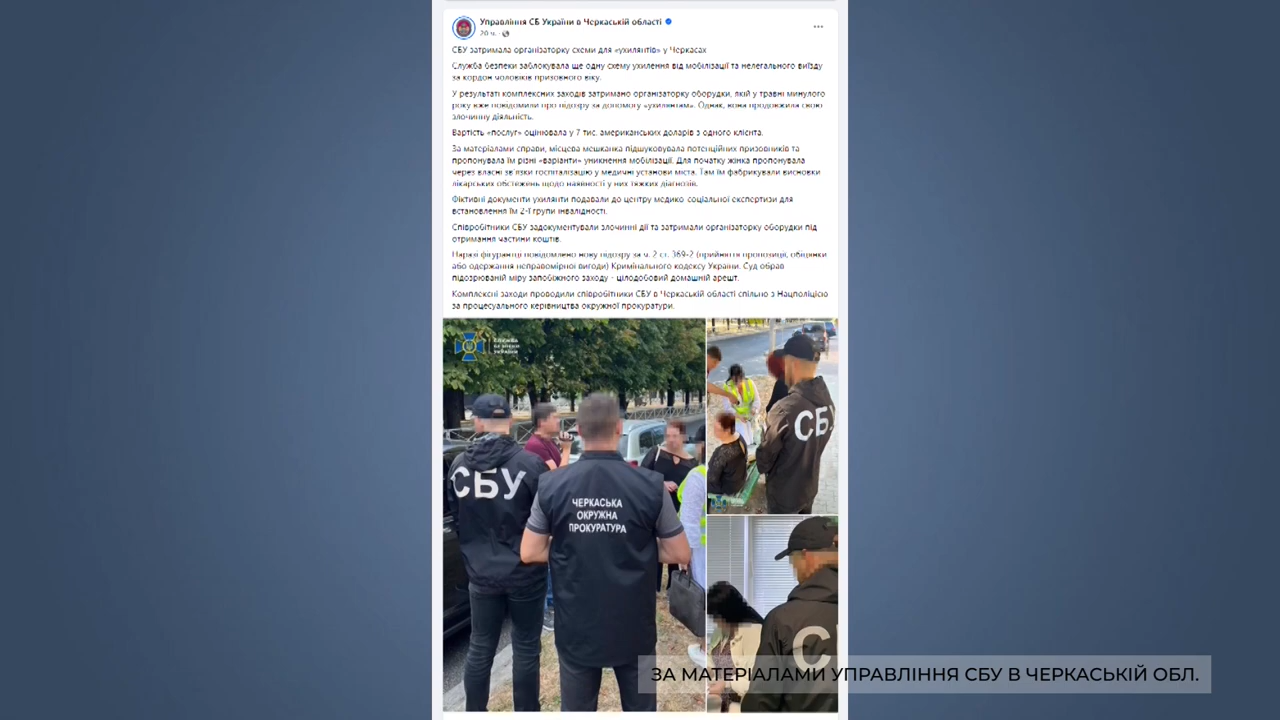 Управління СБ України в Черкаській області
20 ч.
СБУ затримала організаторку схеми для «ухилянтів» у Черкасах
Служба безпеки заблокувала ще одну схему ухилення від мобілізації та нелегального виїзду
за кордон чоловіків призовного віку.
У результаті комплексних заходів затримано організаторку оборудки, якій у травні минулого
року вже повідомили про підозру за допомогу «ухилянтам». Однак, вона продовжила свою
злочинну діяльність.
Вартість «послуг» оцінювала у 7 тис. американських доларів з одного клієнта.
За матеріалами справи, місцева мешканка підшуковувала потенційних призовників та
пропонувала їм різні «варіанти» уникнення мобілізації. Для початку жінка пропонувала
через власні зв'язки госпіталізацію у медичні установи міста. Там їм фабрикували висновки
лікарських обстежень щодо наявності у них тяжких діагнозів.
Фіктивні документи ухилянти подавали до центру медико-соціальної експертизи для
встановлення їм 2-ї групи інвалідності.
Співробітники СБУ задокументували злочинні дії та затримали організаторку оборудки під
отримання частини коштів.
Наразі фігурантці повідомлено нову підозру за ч. 2 ст. 369-2 (прийняття пропозиції, обіцянки
або одержання неправомірної вигоди) Кримінального кодексу України. Суд обрав
підозрюваній міру запобіжного заходу - цілодобовий домашній арешт.
Комплексні заходи проводили співробітники СБУ в Черкаській області спільно з Нацполіцією
за процесуального керівництва окружної прокуратури.
СЛУЖБА
БЕЗПЕКИ
УКРАЇНИ
СБУ
ЧЕРКАСЬКА
ОКРУЖНА
ПРОКУРАТУРА
СБУ
С
ЗА МАТЕРІАЛАМИ УПРАВЛІННЯ СБУ В ЧЕРКАСЬКІЙ ОБЛ.